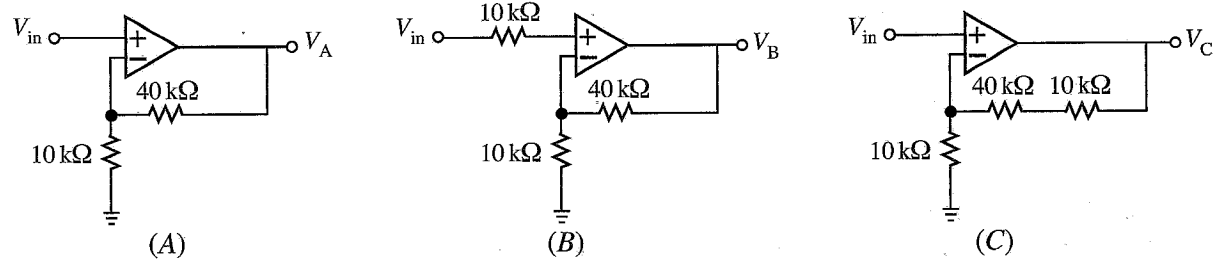 V_in + − V_A
40 kΩ
10 kΩ
(A)
10 kΩ
V_in + − V_B
40 kΩ
10 kΩ
(B)
V_in + − V_C
40 kΩ 10 kΩ
10 kΩ
(C)